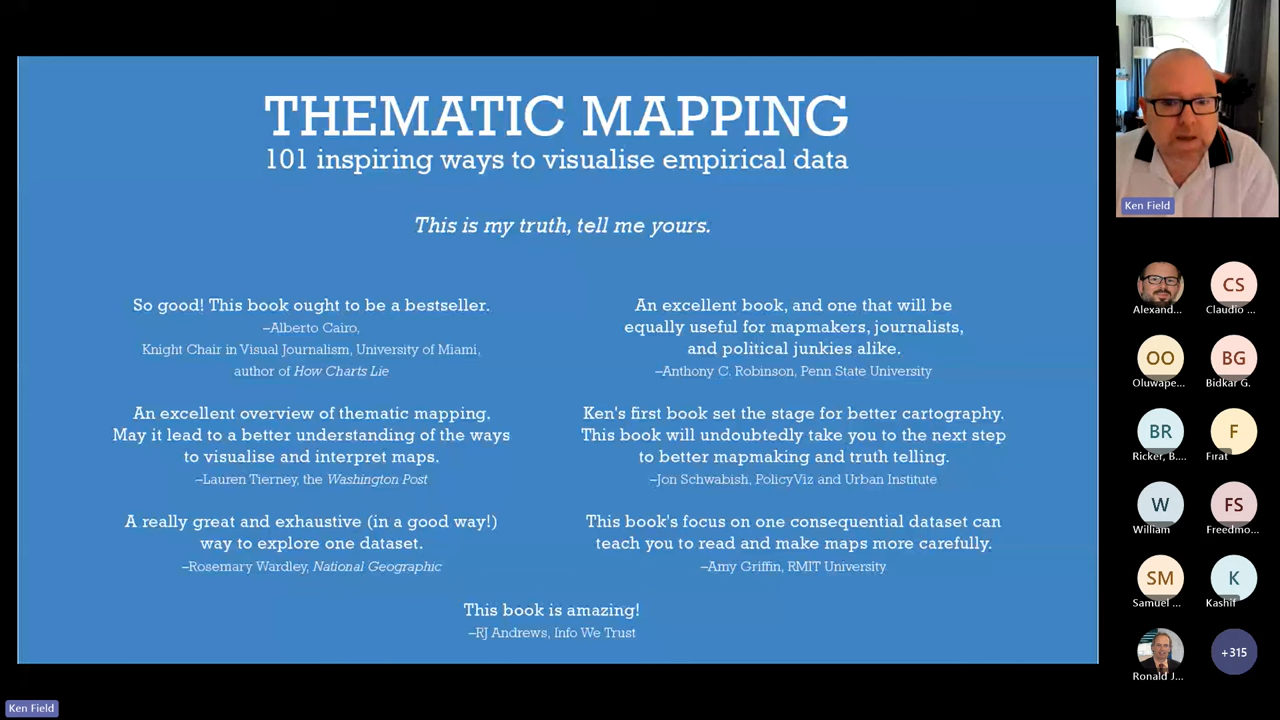 THEMATIC MAPPING
101 inspiring ways to visualise empirical data
This is my truth, tell me yours.
So good! This book ought to be a bestseller.
–Alberto Cairo,
Knight Chair in Visual Journalism, University of Miami,
author of How Charts Lie
An excellent overview of thematic mapping.
May it lead to a better understanding of the ways
to visualise and interpret maps.
–Lauren Tierney, the Washington Post
A really great and exhaustive (in a good way!)
way to explore one dataset.
–Rosemary Wardley, National Geographic
An excellent book, and one that will be
equally useful for mapmakers, journalists,
and political junkies alike.
–Anthony C. Robinson, Penn State University
Ken's first book set the stage for better cartography.
This book will undoubtedly take you to the next step
to better mapmaking and truth telling.
–Jon Schwabish, PolicyViz and Urban Institute
This book's focus on one consequential dataset can
teach you to read and make maps more carefully.
–Amy Griffin, RMIT University
This book is amazing!
–RJ Andrews, Info We Trust
Ken Field
Alexand...
CS
Claudio ...
OO
Oluwape...
BG
Bidkar G.
BR
Ricker, B....
F
Fırat
W
William
FS
Freedmo...
SM
Samuel ...
K
Kashif
Ronald J...
+315
Ken Field